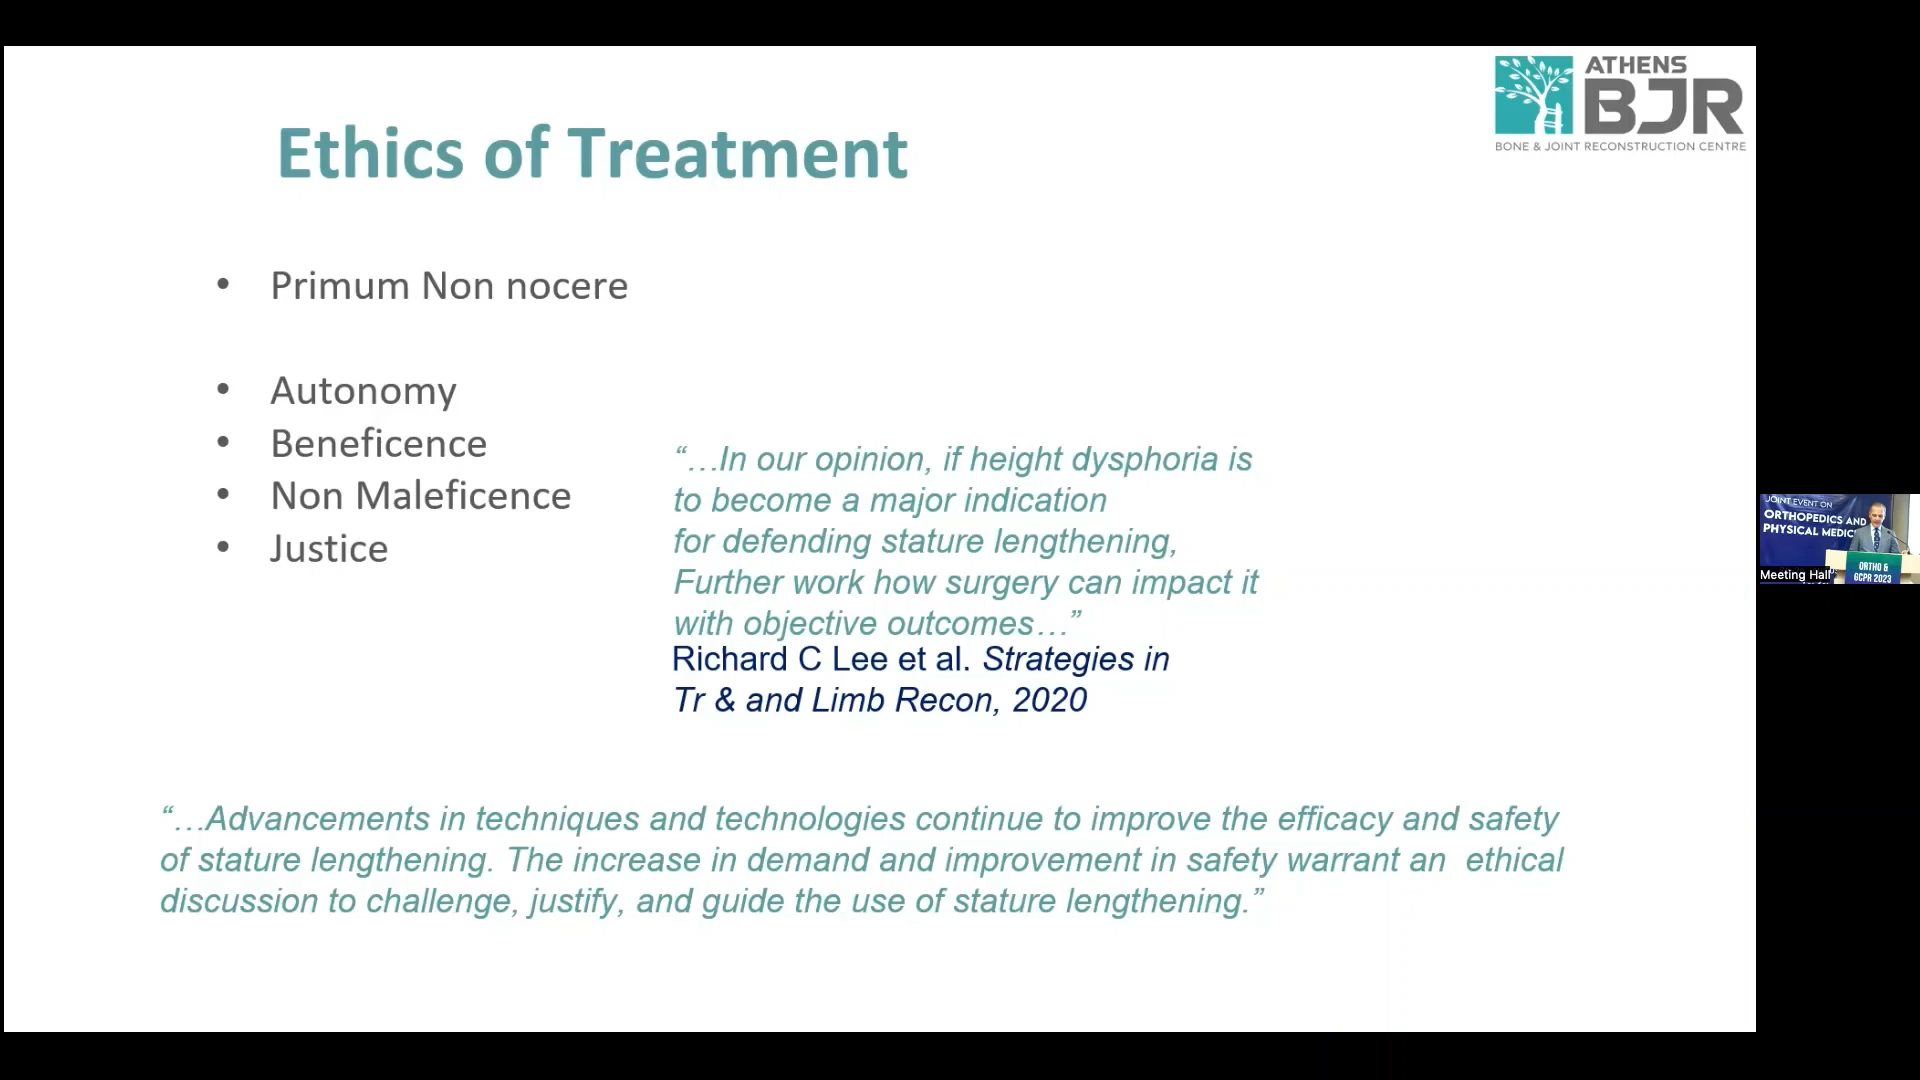 ATHENS
BJR
BONE & JOINT RECONSTRUCTION CENTRE
Ethics of Treatment
• Primum Non nocere
• Autonomy
• Beneficence
• Non Maleficence
• Justice
“…In our opinion, if height dysphoria is
to become a major indication
for defending stature lengthening,
Further work how surgery can impact it
with objective outcomes…”
Richard C Lee et al. Strategies in
Tr & and Limb Recon, 2020
“…Advancements in techniques and technologies continue to improve the efficacy and safety
of stature lengthening. The increase in demand and improvement in safety warrant an ethical
discussion to challenge, justify, and guide the use of stature lengthening.”
JOINT EVENT ON
ORTHOPEDICS AND
PHYSICAL MEDIC
ORTHO &
GCPR 2023
Meeting Hall